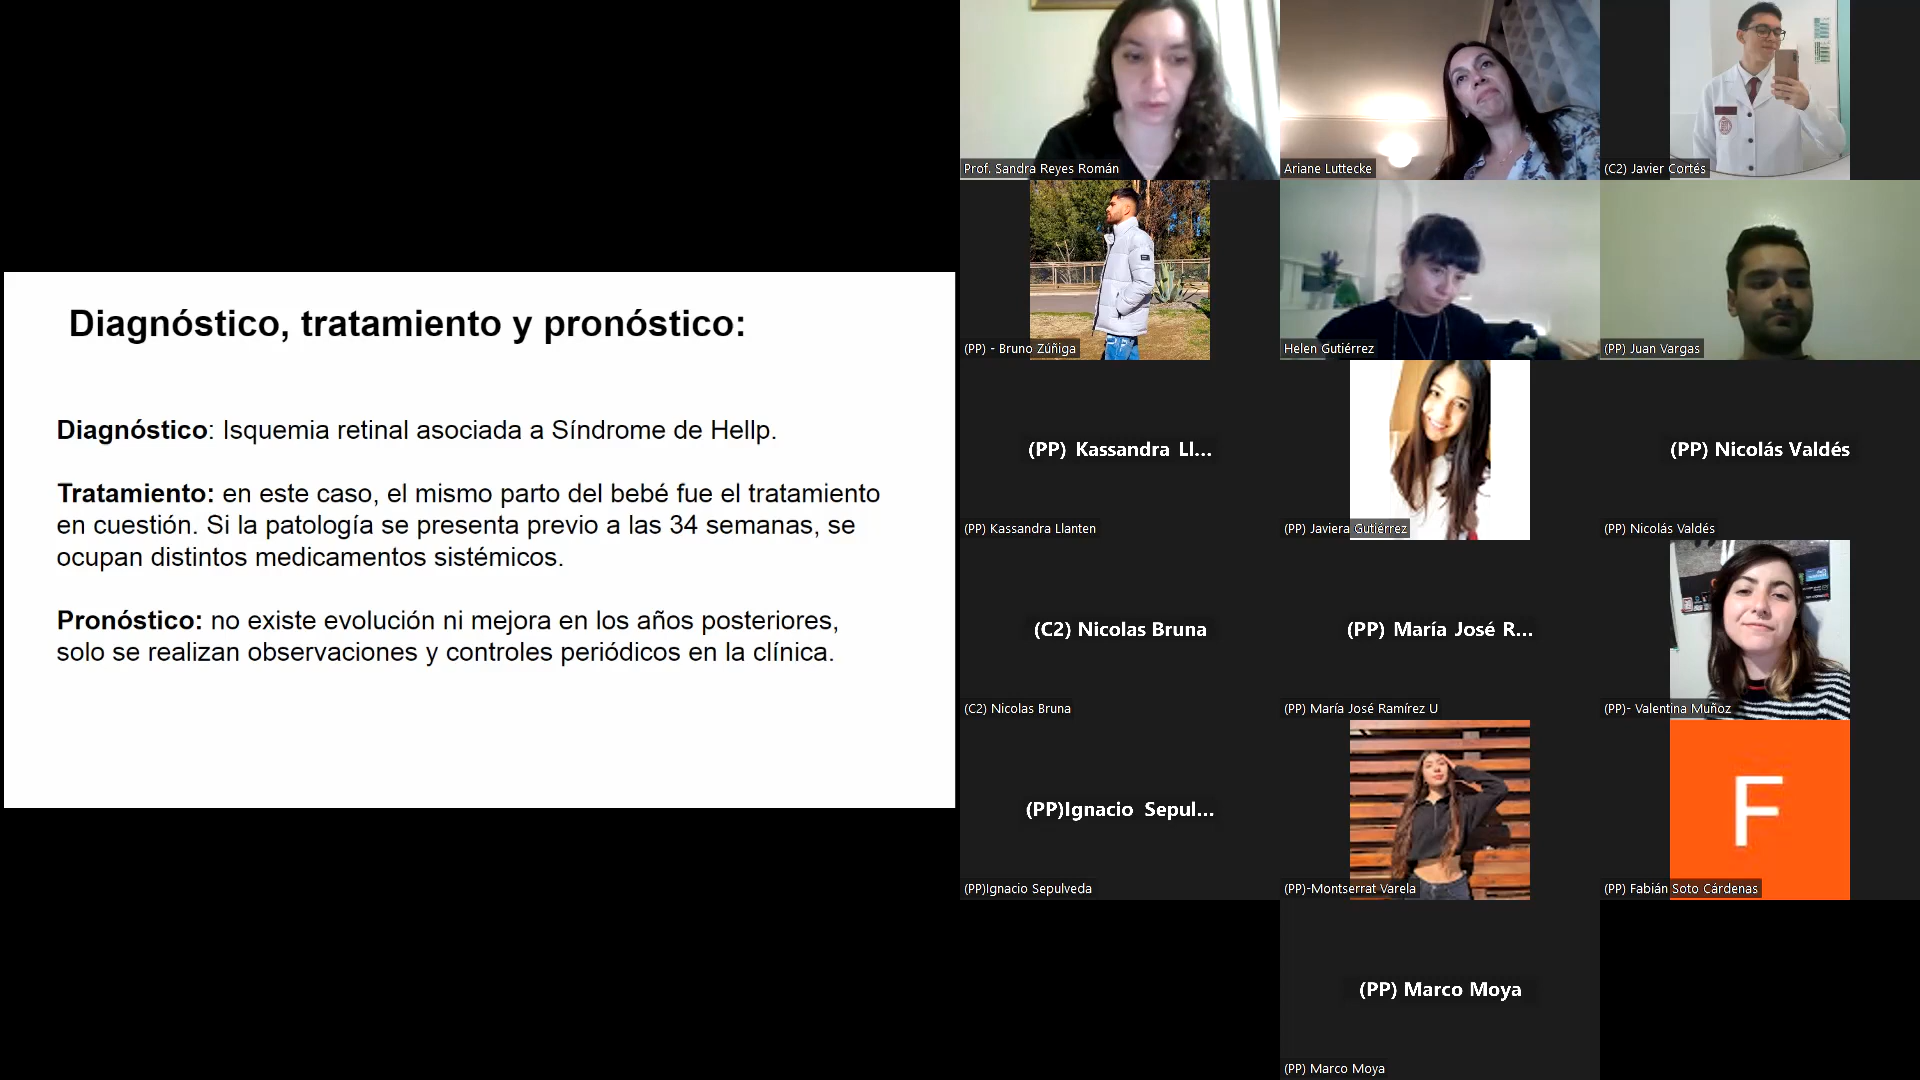 Diagnóstico, tratamiento y pronóstico:
Diagnóstico: Isquemia retinal asociada a Síndrome de Hellp.
Tratamiento: en este caso, el mismo parto del bebé fue el tratamiento
en cuestión. Si la patología se presenta previo a las 34 semanas, se
ocupan distintos medicamentos sistémicos.
Pronóstico: no existe evolución ni mejora en los años posteriores,
solo se realizan observaciones y controles periódicos en la clínica.
Prof. Sandra Reyes Román
Ariane Luttecke
(C2) Javier Cortés
(PP) - Bruno Zúñiga
Helen Gutiérrez
(PP) Juan Vargas
(PP) Kassandra Ll...
(PP) Kassandra Llanten
(PP) Javiera Gutiérrez
(PP) Nicolás Valdés
(PP) Nicolás Valdés
(C2) Nicolas Bruna
(C2) Nicolas Bruna
(PP) María José R...
(PP) María José Ramírez U
(PP)- Valentina Muñoz
(PP)Ignacio Sepul...
(PP)Ignacio Sepulveda
(PP)-Montserrat Varela
F
(PP) Fabián Soto Cárdenas
(PP) Marco Moya
(PP) Marco Moya